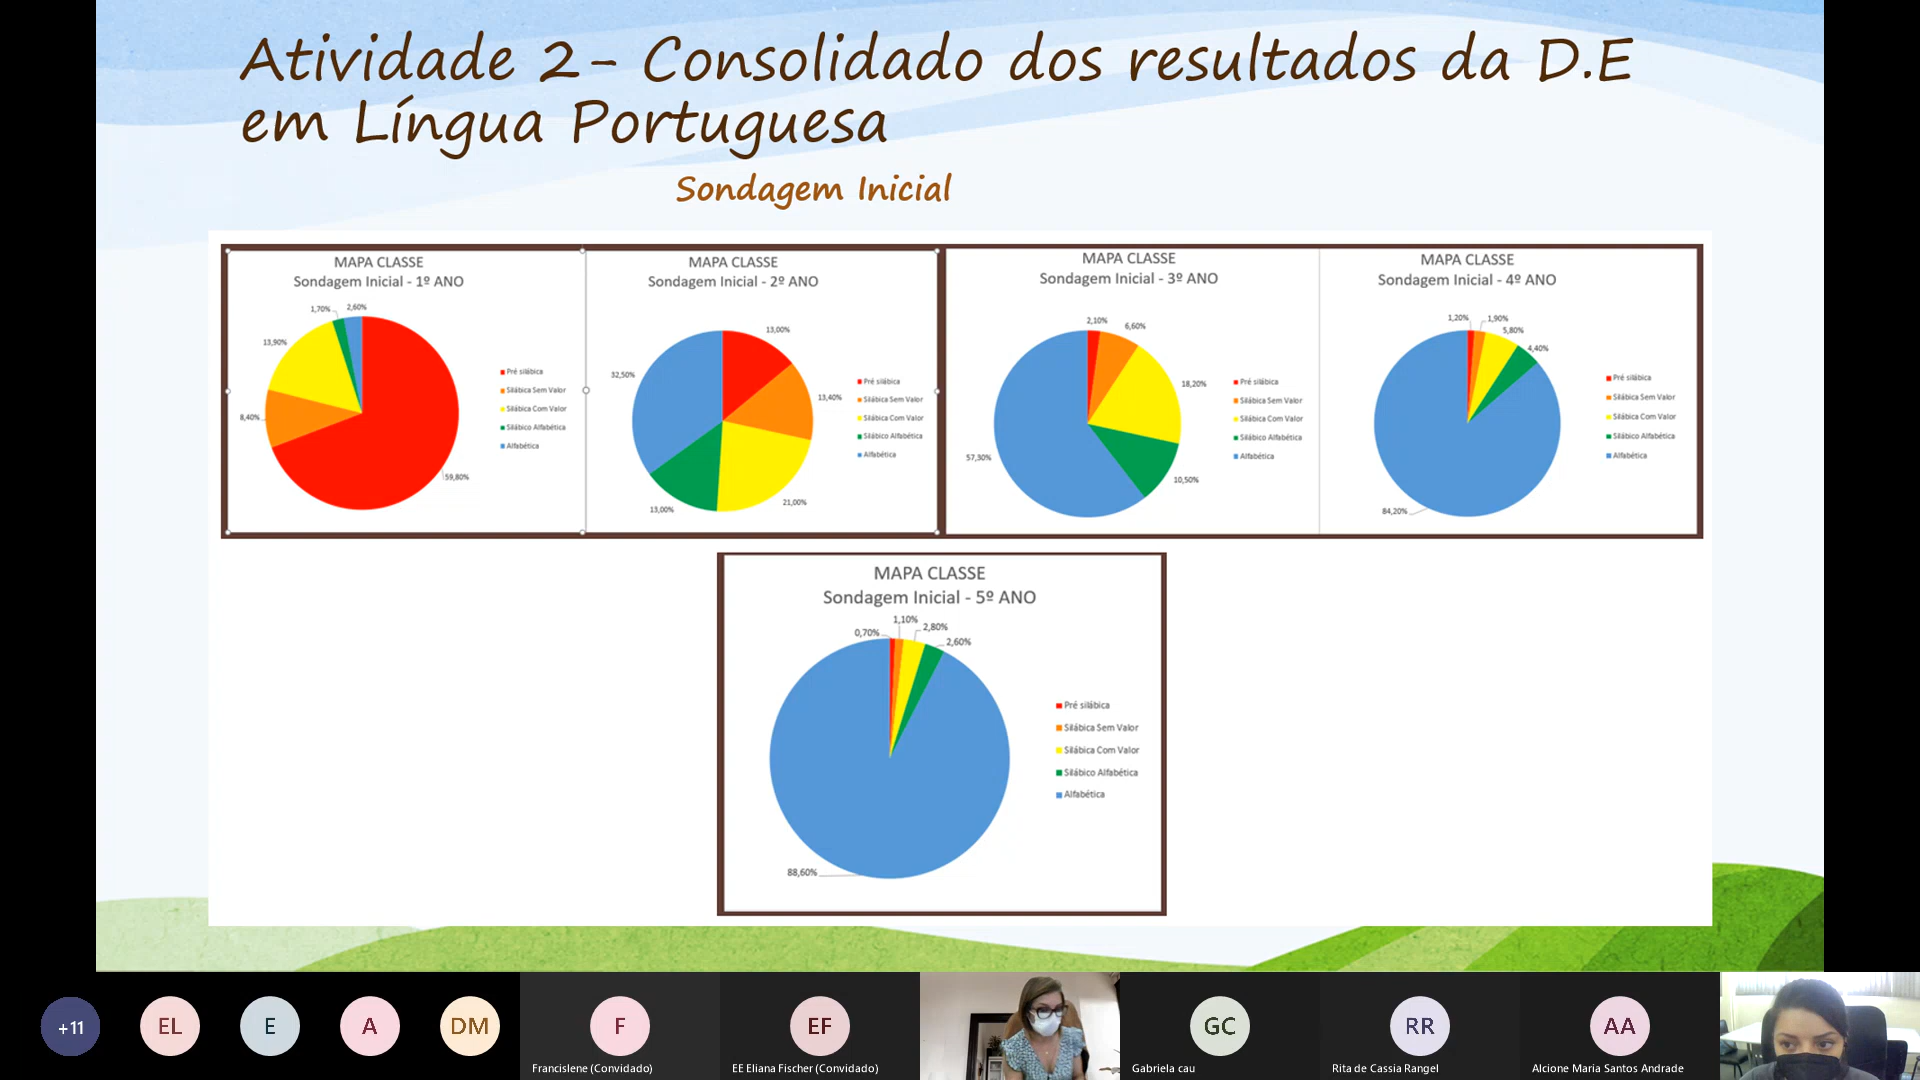 Atividade 2- Consolidado dos resultados da D.E
em Língua Portuguesa
Sondagem Inicial
MAPA CLASSE
Sondagem Inicial - 1º ANO
1,70%
2,60%
13,90%
8,40%
59,80%
Pré silábica
Silábica Sem Valor
Silábica Com Valor
Silábico Alfabética
Alfabética
MAPA CLASSE
Sondagem Inicial - 2º ANO
13,00%
32,50%
13,40%
21,00%
13,00%
Pré silábica
Silábica Sem Valor
Silábica Com Valor
Silábico Alfabética
Alfabética
MAPA CLASSE
Sondagem Inicial - 3º ANO
2,10%
6,60%
18,20%
57,30%
10,50%
Pré silábica
Silábica Sem Valor
Silábica Com Valor
Silábico Alfabética
Alfabética
MAPA CLASSE
Sondagem Inicial - 4º ANO
1,20%
1,90%
5,80%
4,40%
84,20%
Pré silábica
Silábica Sem Valor
Silábica Com Valor
Silábico Alfabética
Alfabética
MAPA CLASSE
Sondagem Inicial - 5º ANO
0,70%
1,10%
2,80%
2,60%
88,60%
Pré silábica
Silábica Sem Valor
Silábica Com Valor
Silábico Alfabética
Alfabética
+11
EL
E
A
DM
F
Francislene (Convidado)
EF
EE Eliana Fischer (Convidado)
GC
Gabriela cau
RR
Rita de Cassia Rangel
AA
Alcione Maria Santos Andrade